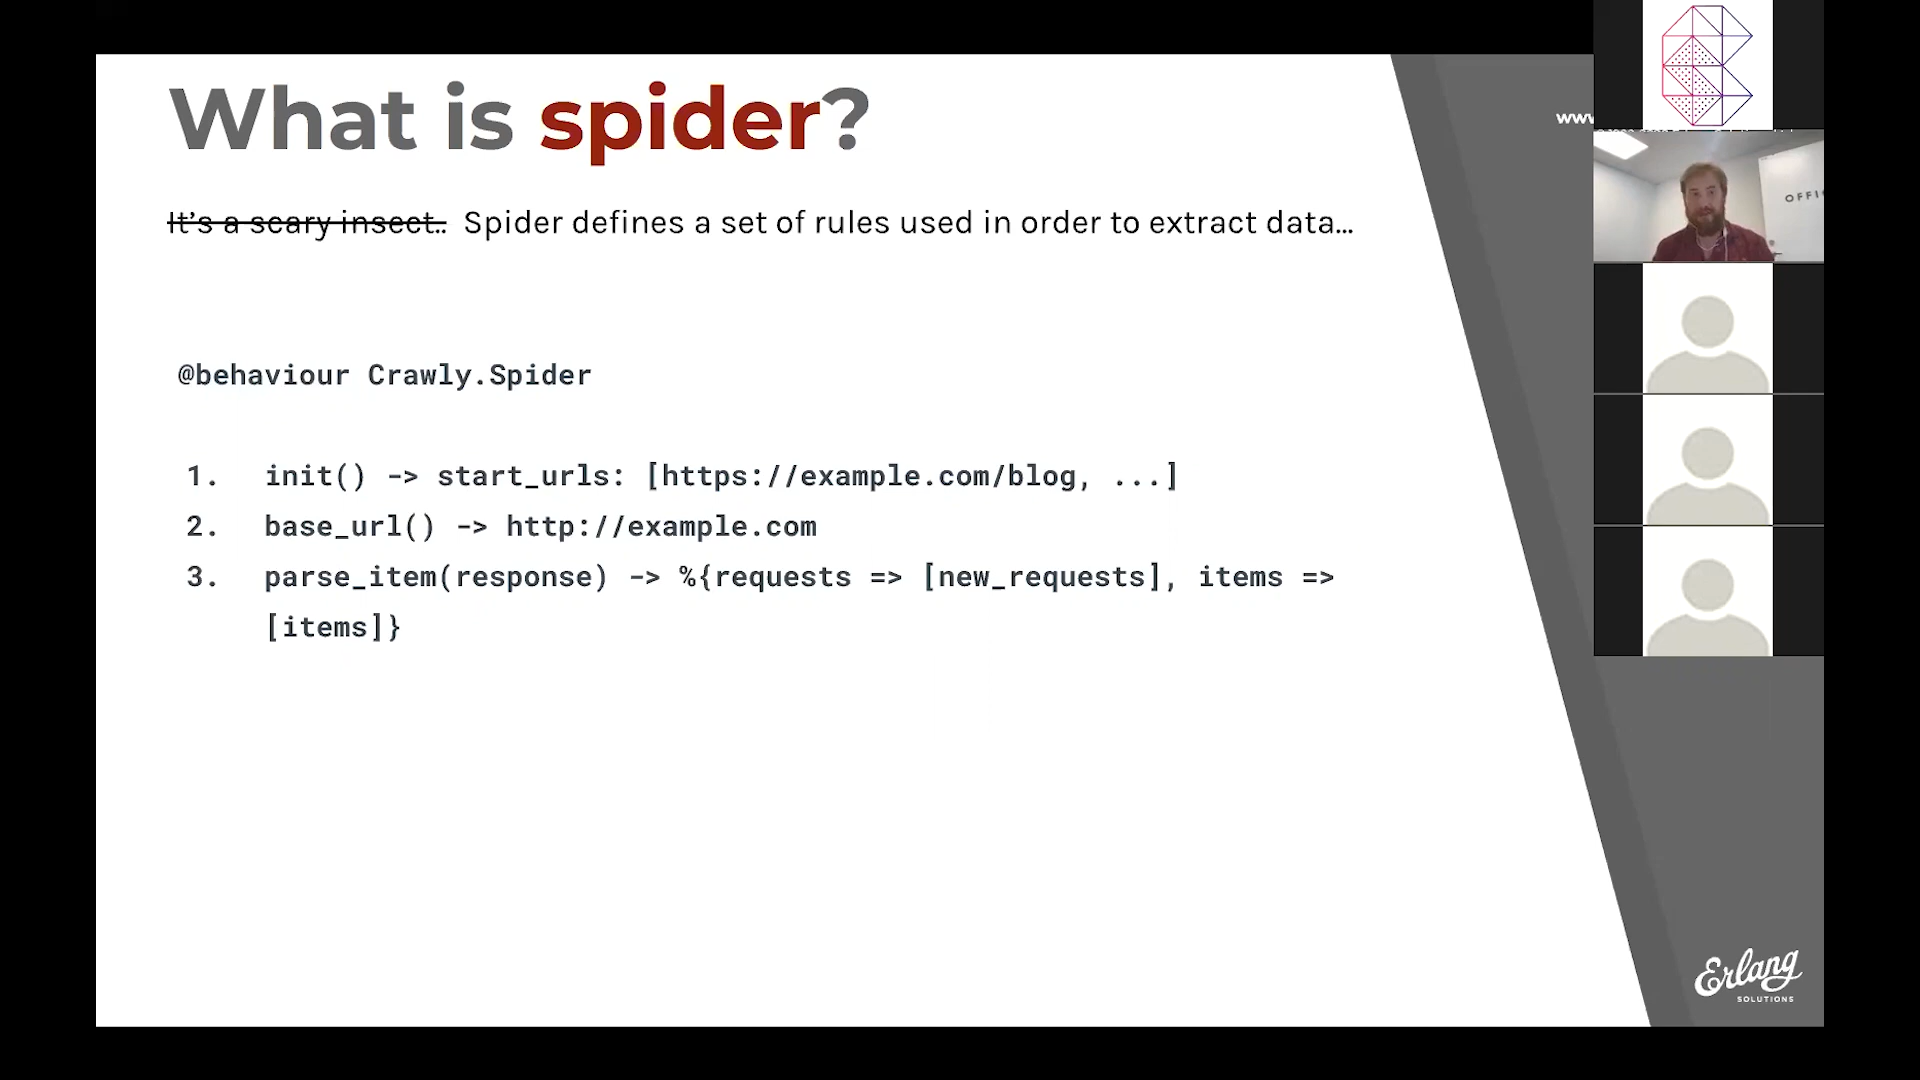 What is spider?
It's a scary insect.. Spider defines a set of rules used in order to extract data...
@behaviour Crawly.Spider
1. init() -> start_urls: [https://example.com/blog, ...]
2. base_url() -> http://example.com
3. parse_item(response) -> %{requests => [new_requests], items =>
[items]}
www
OFFI
Erlang
SOLUTIONS